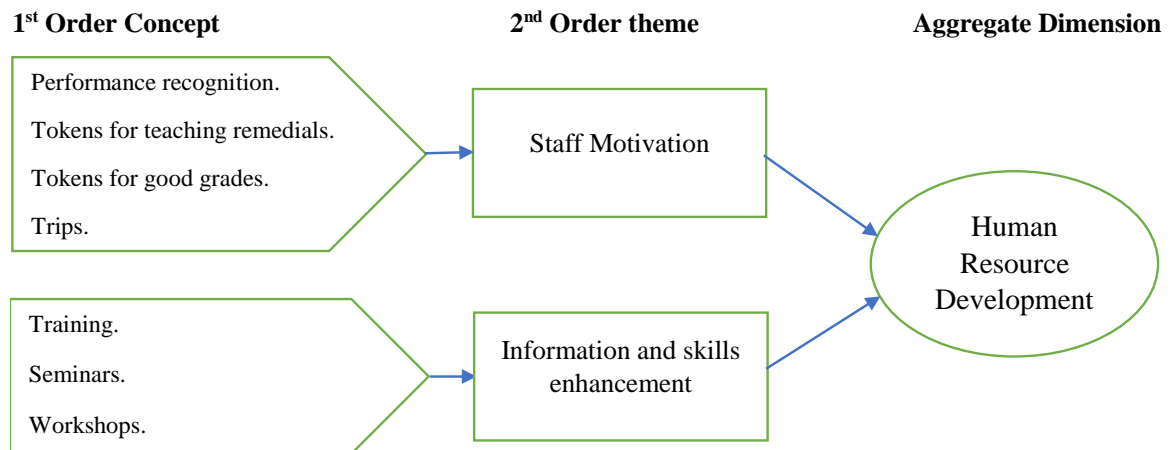 1st Order Concept
2nd Order theme
Aggregate Dimension
Performance recognition.
Tokens for teaching remedials.
Tokens for good grades.
Trips.
Staff Motivation
Human
Resource
Development
Training.
Seminars.
Workshops.
Information and skills
enhancement